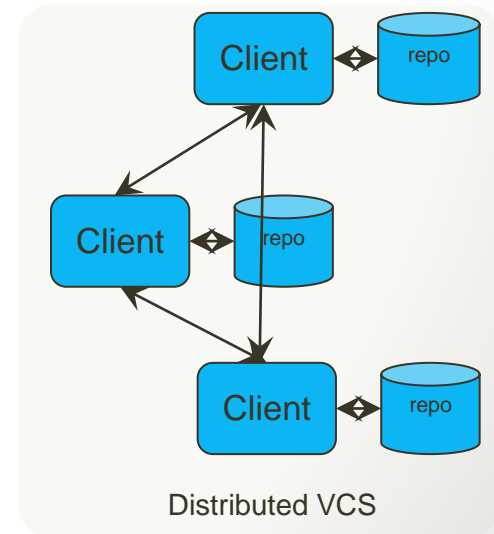 Client
repo
Client
repo
Client
repo
Distributed VCS